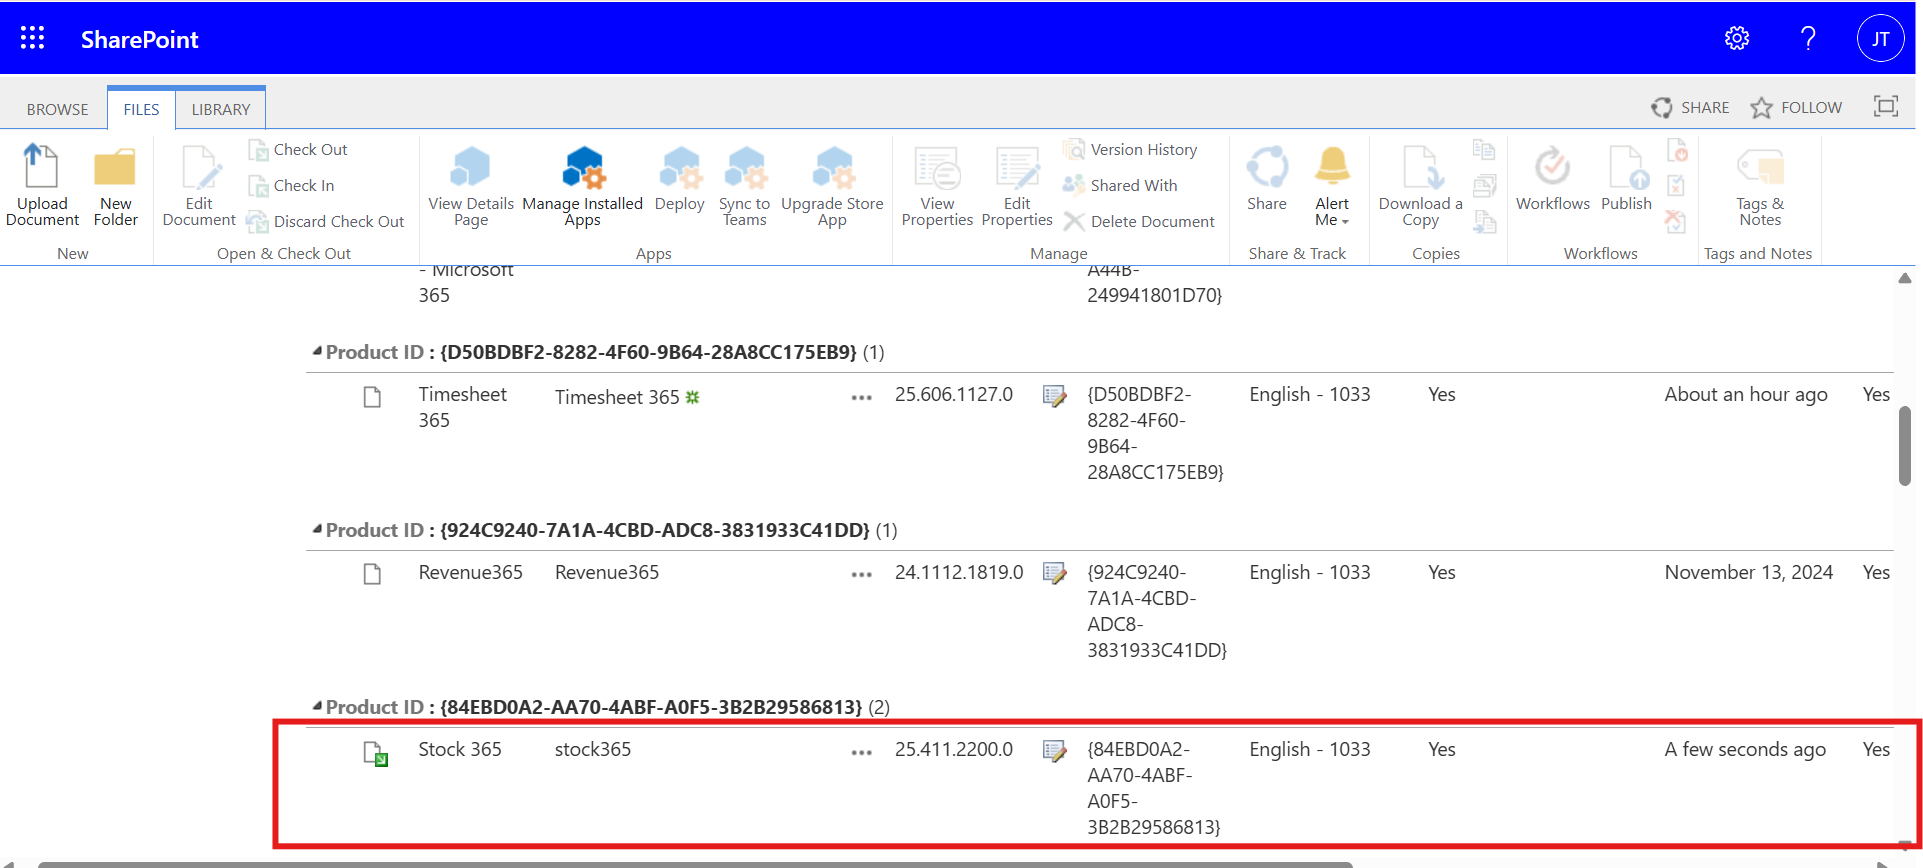 SharePoint
JT
BROWSE FILES LIBRARY SHARE FOLLOW
Upload Document
New Folder
New
Edit Document
Check Out
Check In
Discard Check Out
Open & Check Out
View Details Page
Manage Installed Apps
Deploy
Sync to Teams
Upgrade Store App
Apps
View Properties
Edit Properties
Version History
Shared With
Delete Document
Manage
Share
Alert Me
Share & Track
Download a Copy
Copies
Workflows
Publish
Workflows
Tags & Notes
Tags and Notes
- Microsoft 365
A44B-
249941801D70}
Product ID : {D50BDBF2-8282-4F60-9B64-28A8CC175EB9} (1)
Timesheet 365
Timesheet 365
25.606.1127.0
{D50BDBF2-
8282-4F60-
9B64-
28A8CC175EB9}
English - 1033
Yes
About an hour ago
Yes
Product ID : {924C9240-7A1A-4CBD-ADC8-3831933C41DD} (1)
Revenue365
Revenue365
24.1112.1819.0
{924C9240-
7A1A-4CBD-
ADC8-
3831933C41DD}
English - 1033
Yes
November 13, 2024
Yes
Product ID : {84EBD0A2-AA70-4ABF-A0F5-3B2B29586813} (2)
Stock 365
stock365
25.411.2200.0
{84EBD0A2-
AA70-4ABF-
A0F5-
3B2B29586813}
English - 1033
Yes
A few seconds ago
Yes